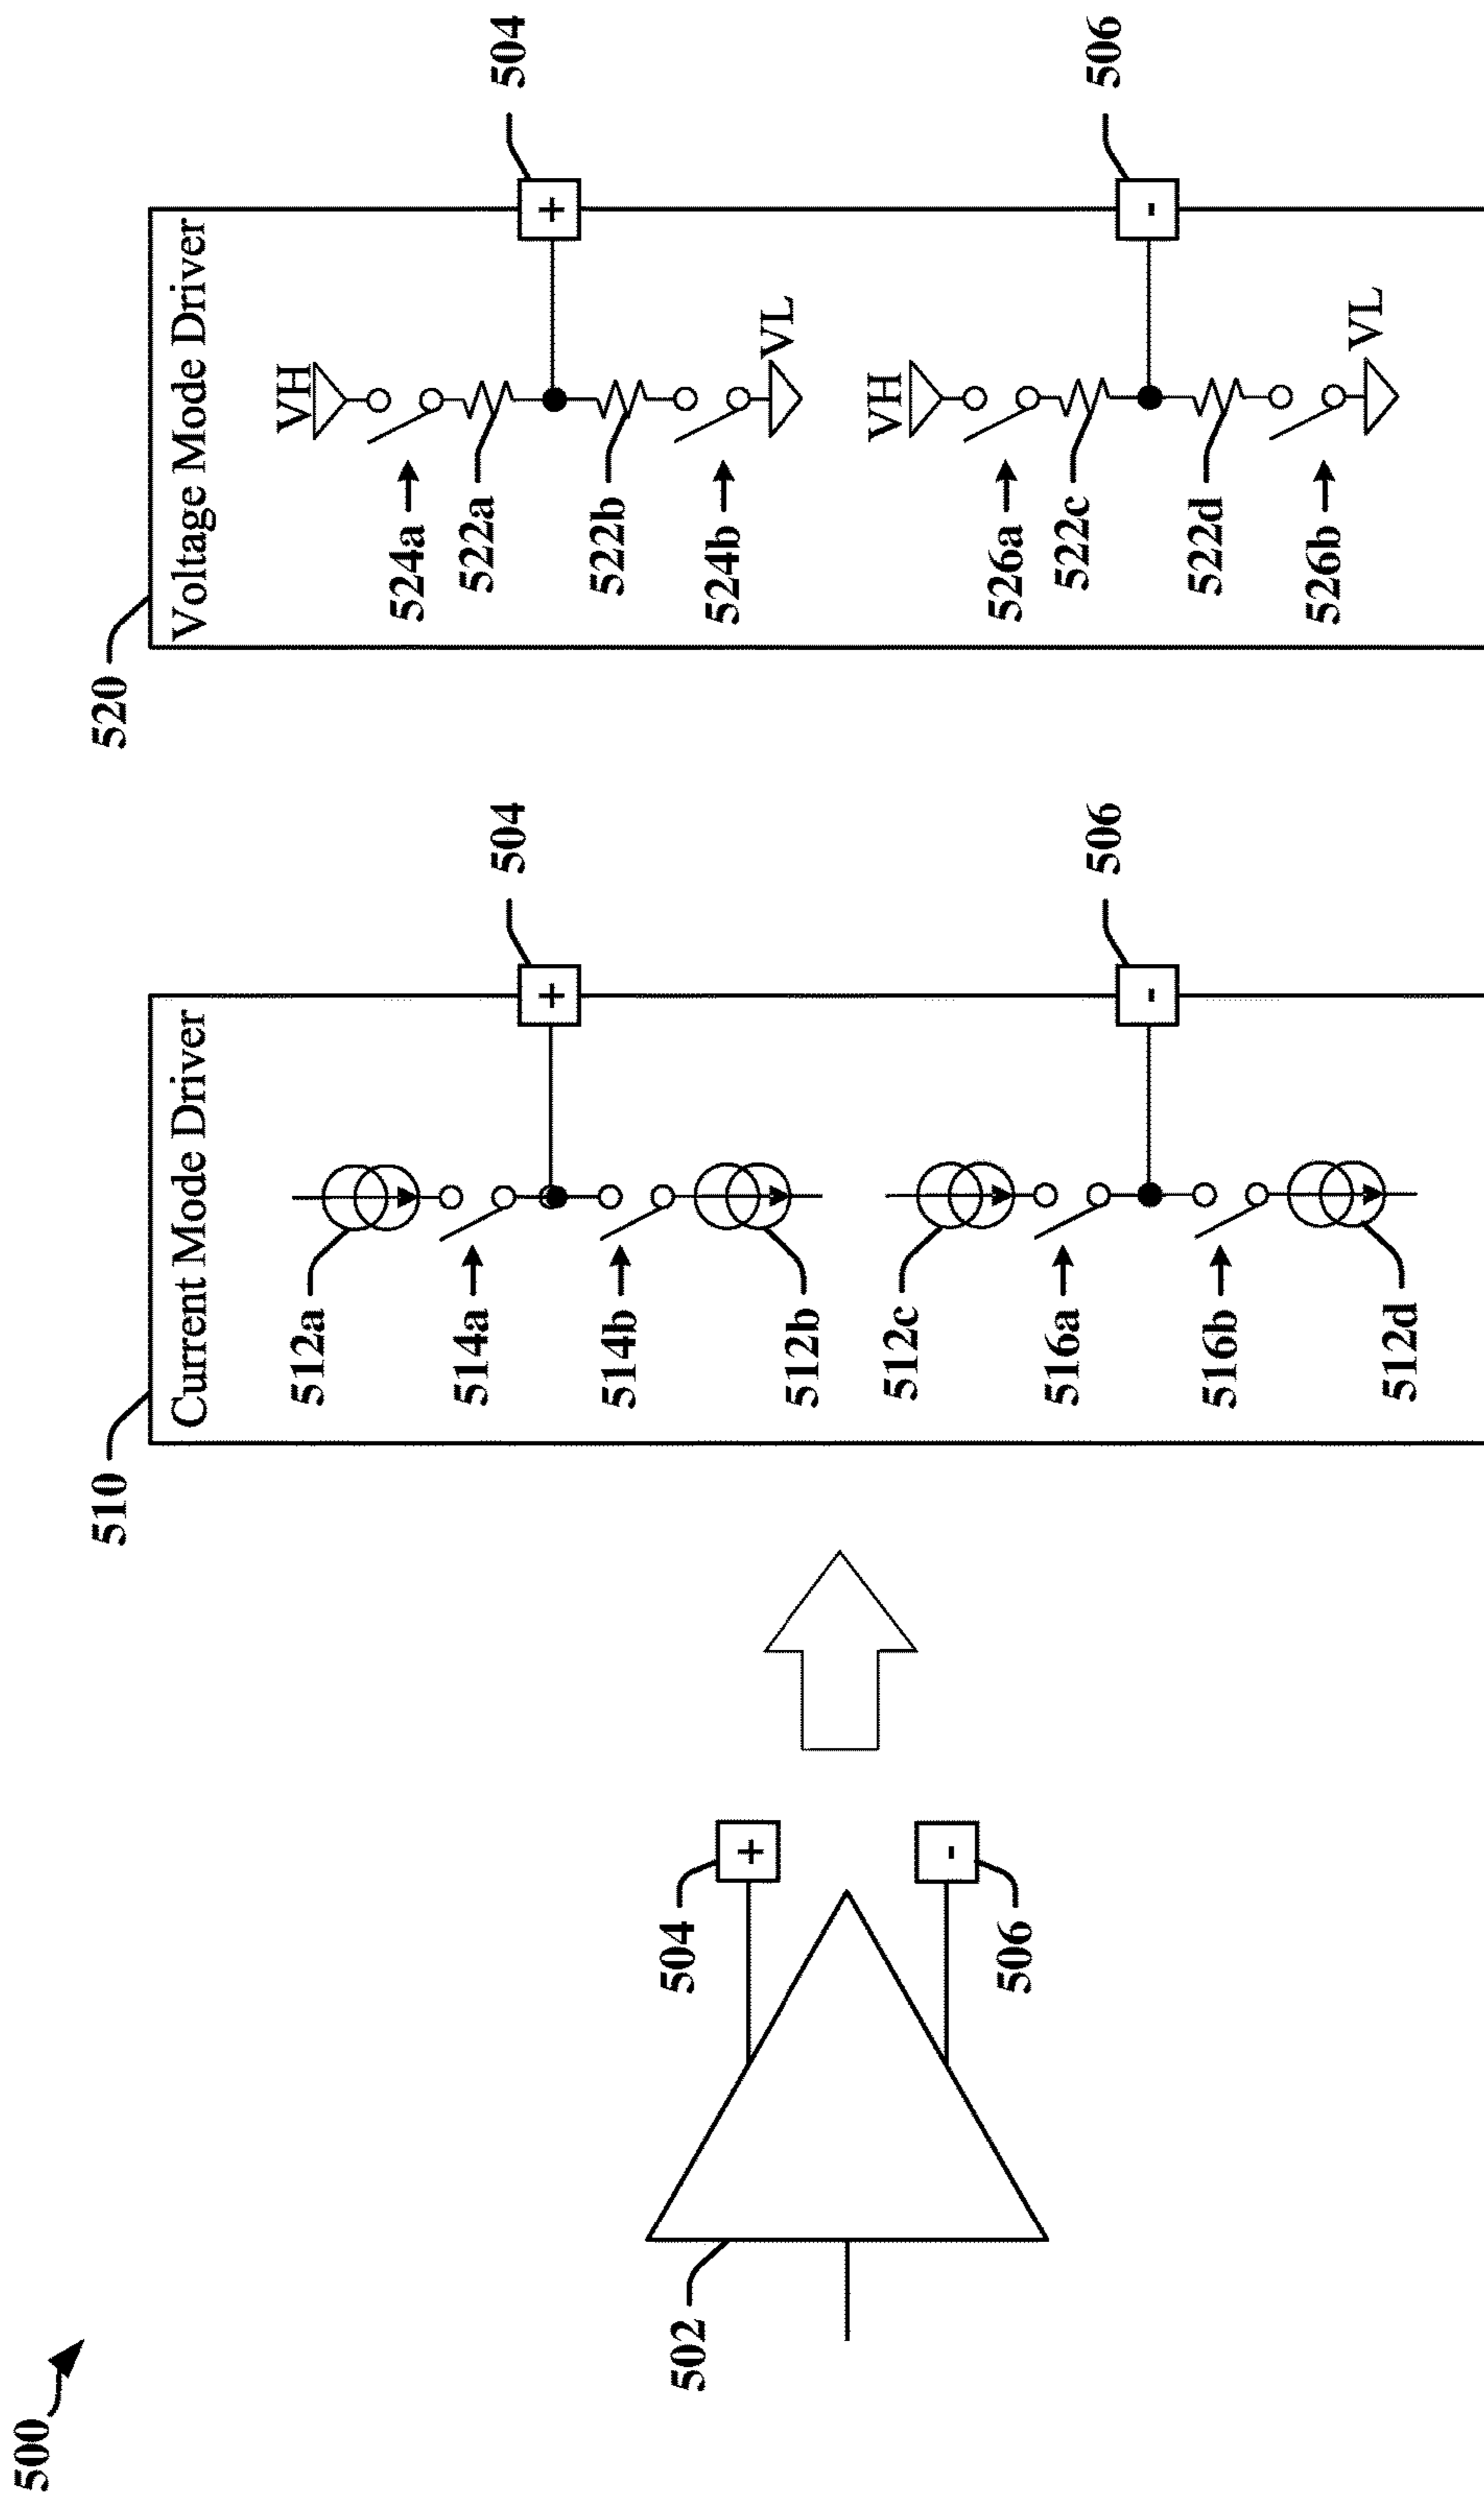 500
502
504
+
-
506
510
Current Mode Driver
512a
514a
514b
512b
512c
516a
516b
512d
+
504
-
506
520
Voltage Mode Driver
VH
524a
522a
522b
524b
VL
VH
526a
522c
522d
526b
VL
+
504
-
506